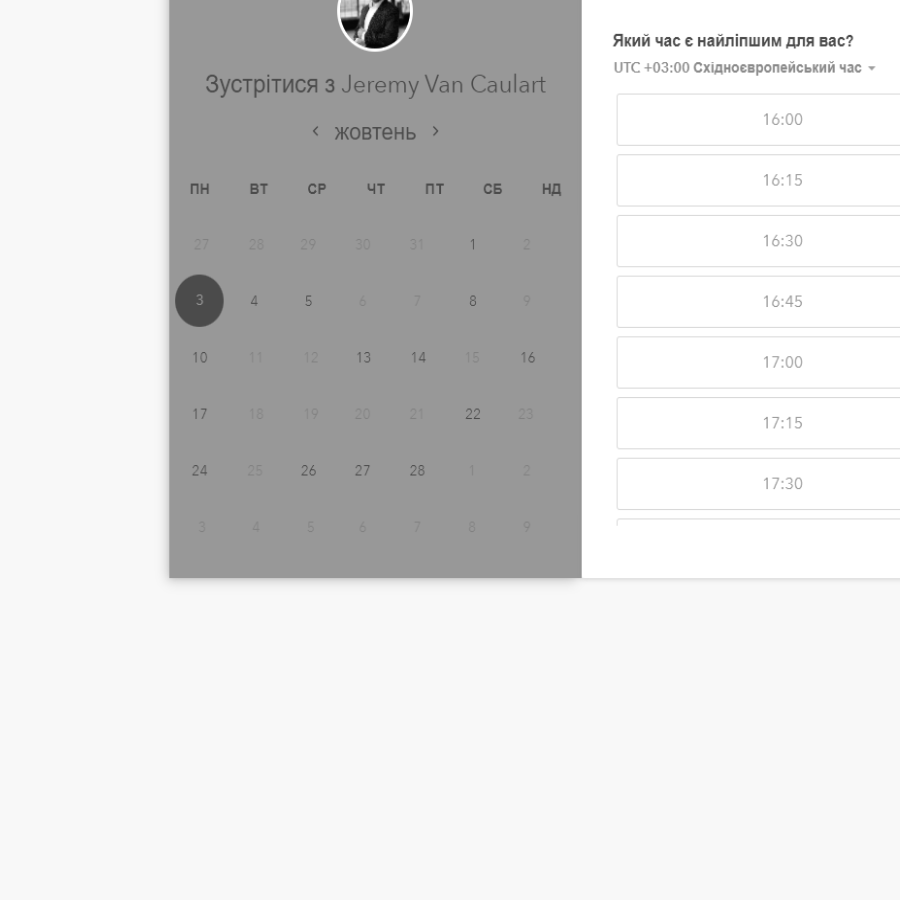 Зустрітися з Jeremy Van Caulart
жовтень
ПН ВТ СР ЧТ ПТ СБ НД
27 28 29 30 31 1 2
3 4 5 6 7 8 9
10 11 12 13 14 15 16
17 18 19 20 21 22 23
24 25 26 27 28 1 2
3 4 5 6 7 8 9
Який час є найліпшим для вас?
UTC +03:00 Східноєвропейський час
16:00
16:15
16:30
16:45
17:00
17:15
17:30